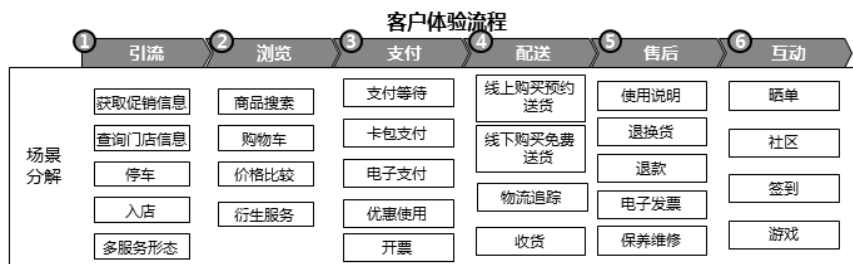 客户体验流程
1 引流
2 浏览
3 支付
4 配送
5 售后
6 互动
场景
分解
获取促销信息
查询门店信息
停车
入店
多服务形态
商品搜索
购物车
价格比较
衍生服务
支付等待
卡包支付
电子支付
优惠使用
开票
线上购买预约
送货
线下购买免费
送货
物流追踪
收货
使用说明
退换货
退款
电子发票
保养维修
晒单
社区
签到
游戏